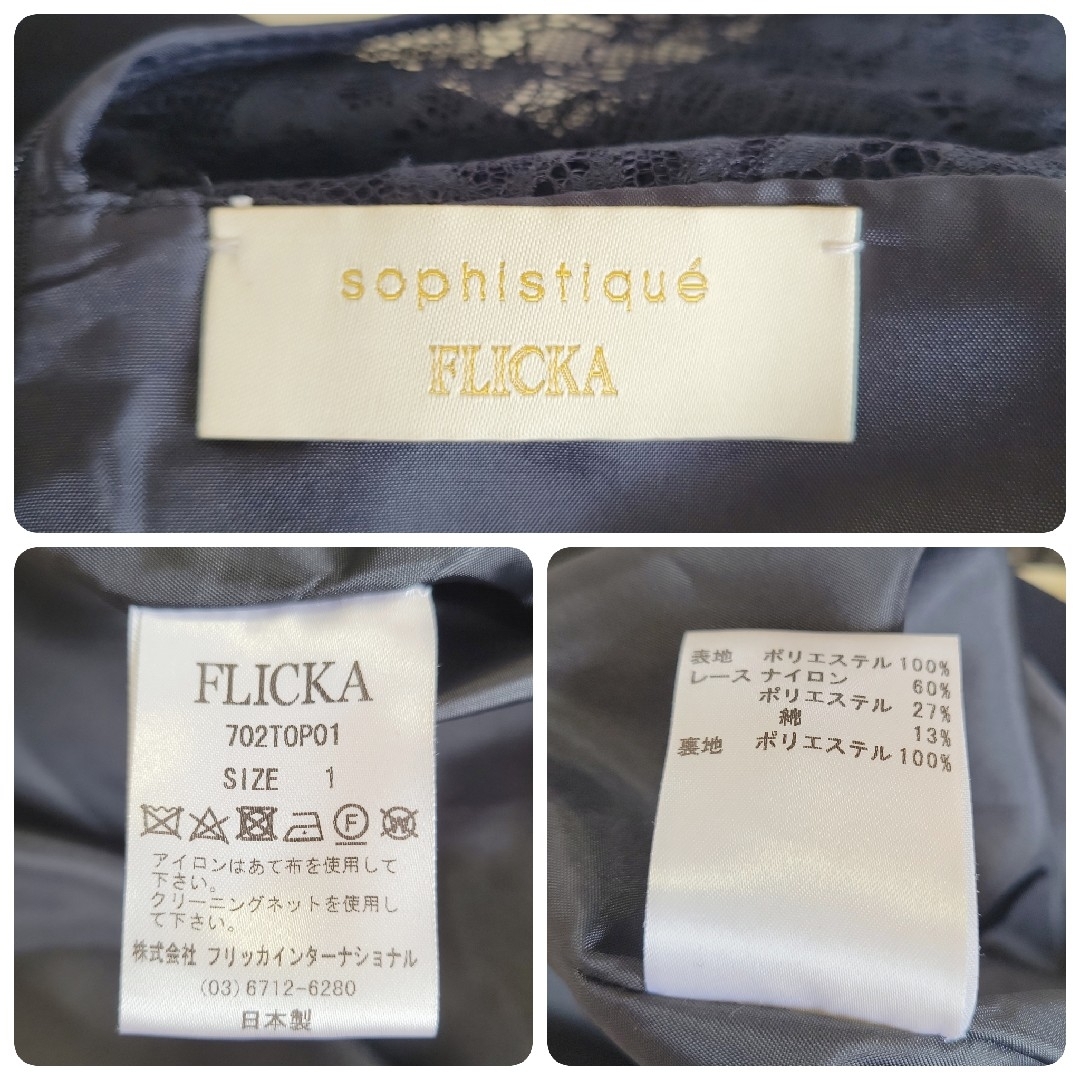 sophistiqué
FLICKA
FLICKA
702TOP01
SIZE 1
F W
アイロンはあて布を使用して
下さい。
クリーニングネットを使用し
て下さい。
株式会社 フリッカインターナショナル
(03)6712-6280
日本製
表地 ポリエステル 100%
レース ナイロン 60%
ポリエステル 27%
綿 13%
裏地 ポリエステル 100%